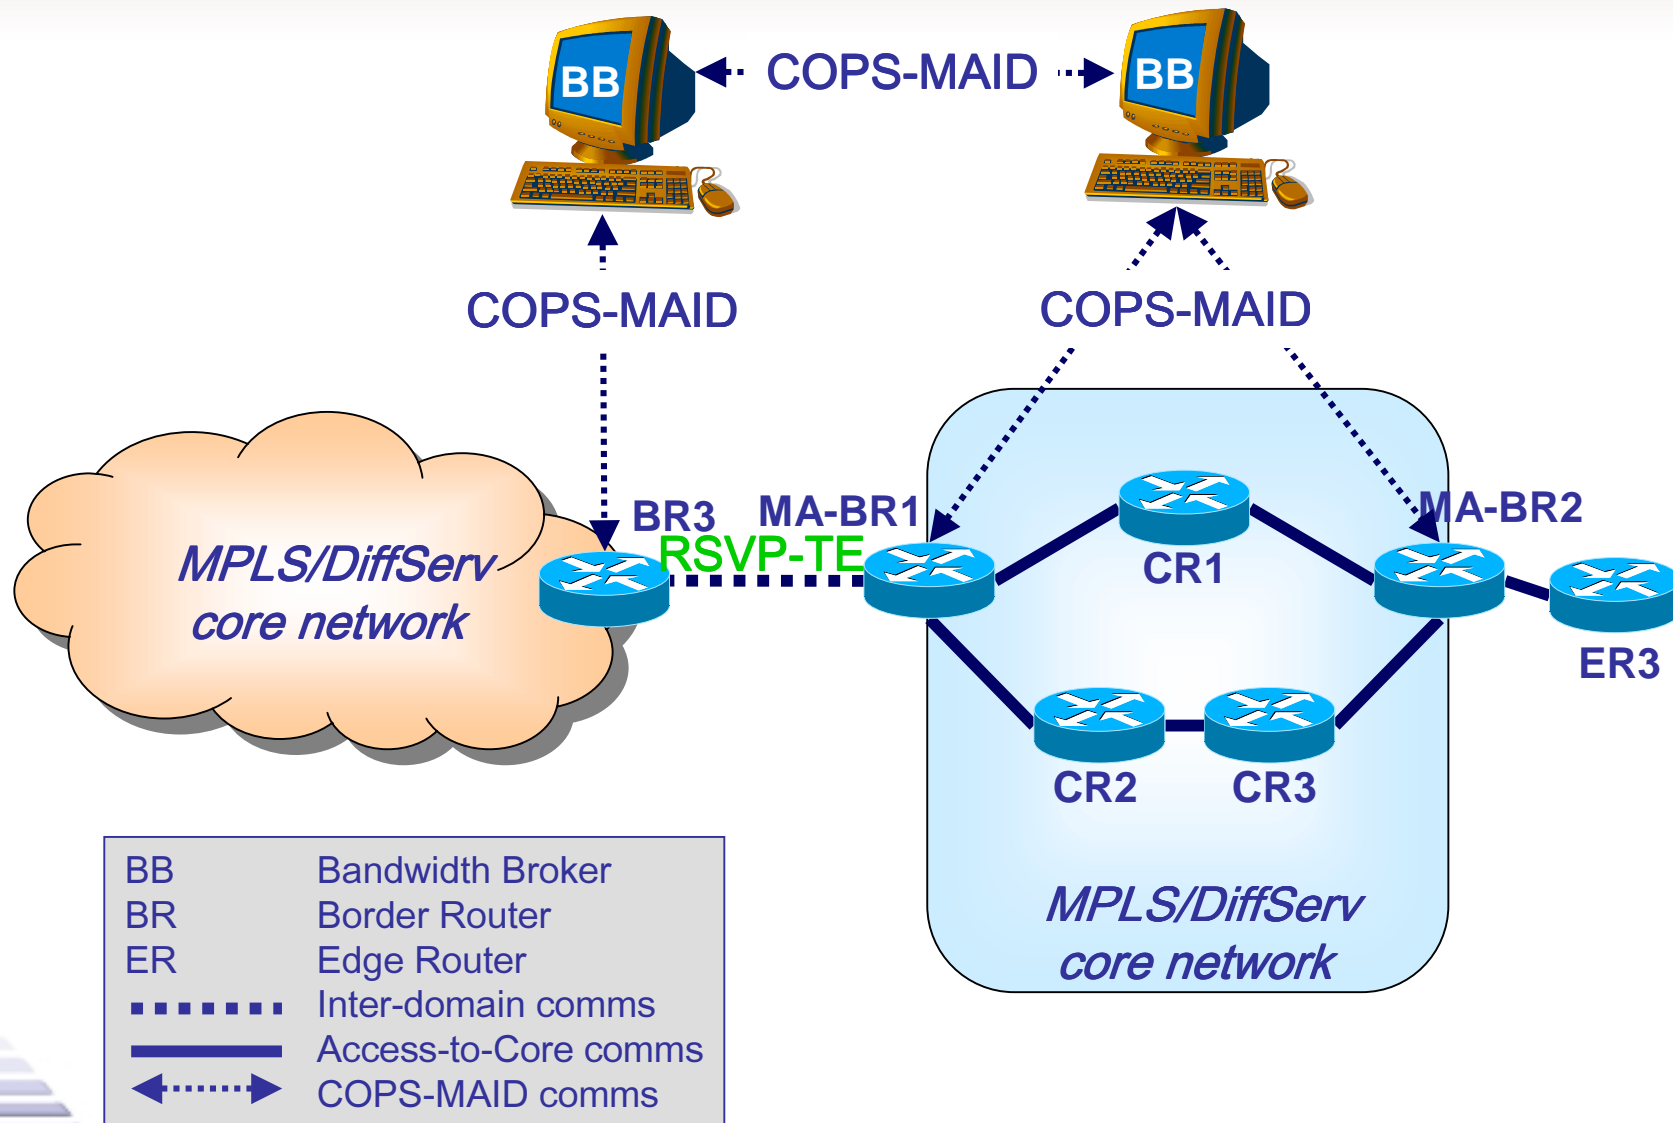 BB
COPS-MAID
BB
COPS-MAID
COPS-MAID
BR3
MA-BR1
MA-BR2
RSVP-TE
MPLS/DiffServ
core network
CR1
ER3
CR2
CR3
MPLS/DiffServ
core network
BB Bandwidth Broker
BR Border Router
ER Edge Router
Inter-domain comms
Access-to-Core comms
COPS-MAID comms